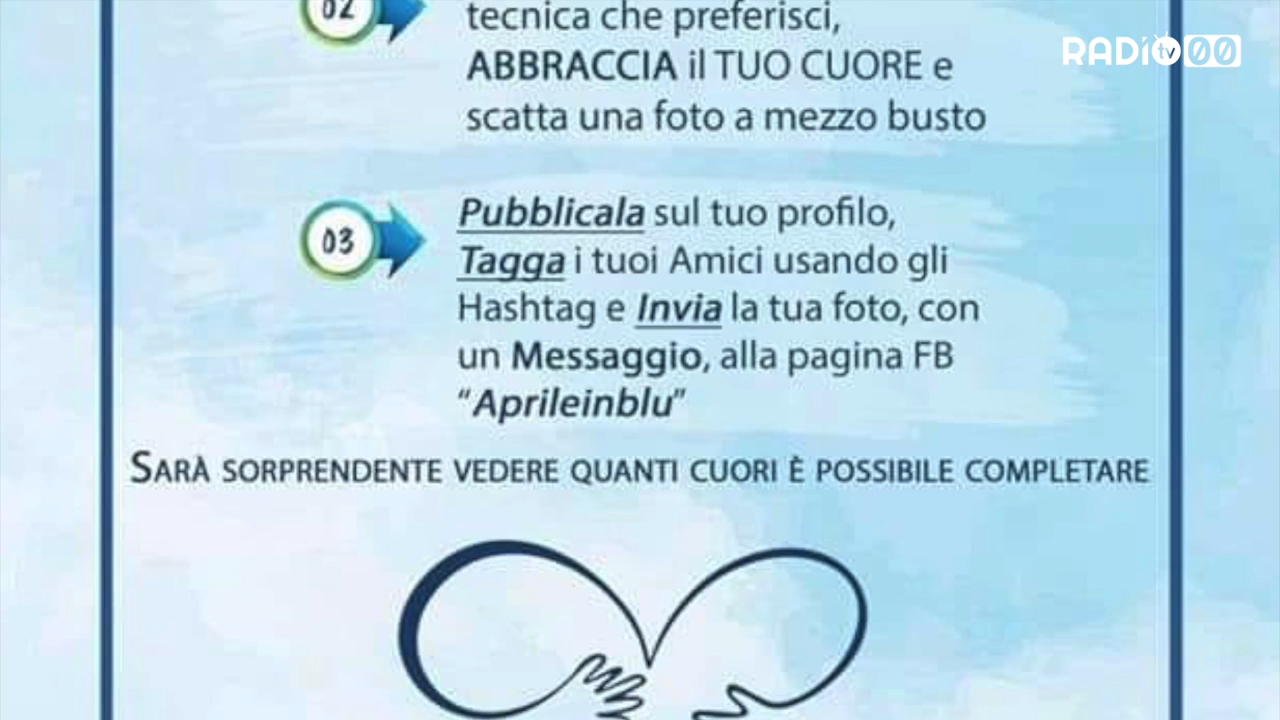 RADIO tv 00
02
tecnica che preferisci,
ABBRACCIA il TUO CUORE e
scatta una foto a mezzo busto
03
Pubblicala sul tuo profilo,
Tagga i tuoi Amici usando gli
Hashtag e Invia la tua foto, con
un Messaggio, alla pagina FB
“Aprileinblu”
SARÀ SORPRENDENTE VEDERE QUANTI CUORI È POSSIBILE COMPLETARE